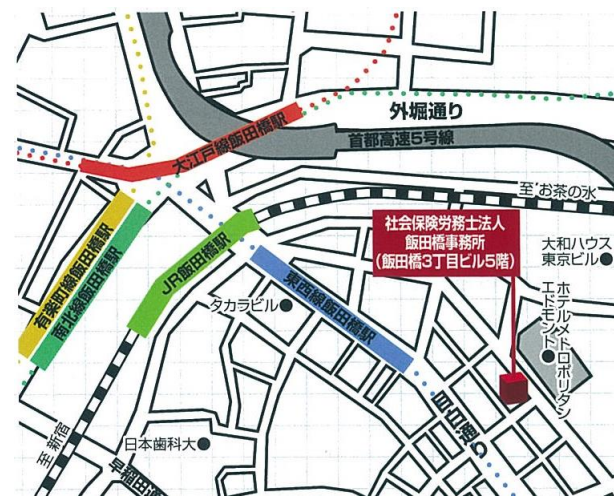 外堀通り
首都高速5号線
大江戸線飯田橋駅
至 お茶の水
社会保険労務士法人
飯田橋事務所
(飯田橋3丁目ビル5階)
大和ハウス
東京ビル
有楽町線飯田橋駅
南北線飯田橋駅
JR飯田橋駅
東西線飯田橋駅
タカラビル
ホテルメトロポリタン
エドモント
目白通り
至 新宿
日本歯科大